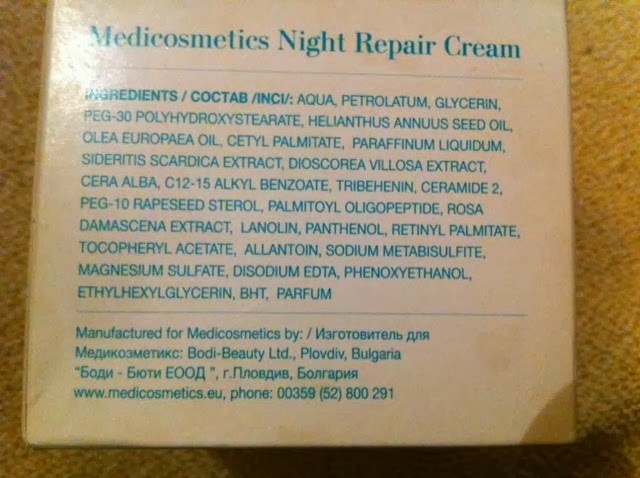 Medicosmetics Night Repair Cream
INGREDIENTS / СОСТАВ /INCI/: AQUA, PETROLATUM, GLYCERIN,
PEG-30 POLYHYDROXYSTEARATE, HELIANTHUS ANNUUS SEED OIL,
OLEA EUROPAEA OIL, CETYL PALMITATE, PARAFFINUM LIQUIDUM,
SIDERITIS SCARDICA EXTRACT, DIOSCOREA VILLOSA EXTRACT,
CERA ALBA, C12-15 ALKYL BENZOATE, TRIBEHENIN, CERAMIDE 2,
PEG-10 RAPESEED STEROL, PALMITOYL OLIGOPEPTIDE, ROSA
DAMASCENA EXTRACT, LANOLIN, PANTHENOL, RETINYL PALMITATE,
TOCOPHERYL ACETATE, ALLANTOIN, SODIUM METABISULFITE,
MAGNESIUM SULFATE, DISODIUM EDTA, PHENOXYETHANOL,
ETHYLHEXYLGLYCERIN, BHT, PARFUM
Manufactured for Medicosmetics by: / Изготовитель для
Медикозметикс: Bodi-Beauty Ltd., Plovdiv, Bulgaria
"Боди - Бюти ЕООД ", г.Пловдив, Болгария
www.medicosmetics.eu, phone: 00359 (52) 800 291